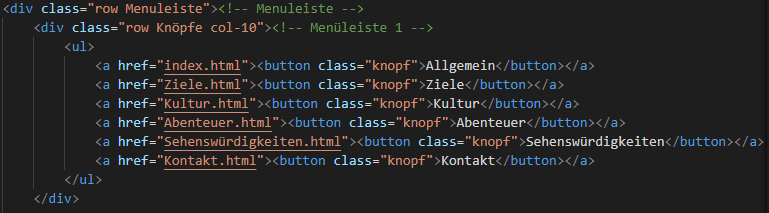 <div class="row Menuleiste"><!-- Menuleiste -->
<div class="row Knöpfe col-10"><!-- Menüleiste 1 -->
<ul>
<a href="index.html"><button class="knopf">Allgemein</button></a>
<a href="Ziele.html"><button class="knopf">Ziele</button></a>
<a href="Kultur.html"><button class="knopf">Kultur</button></a>
<a href="Abenteuer.html"><button class="knopf">Abenteuer</button></a>
<a href="Sehenswürdigkeiten.html"><button class="knopf">Sehenswürdigkeiten</button></a>
<a href="Kontakt.html"><button class="knopf">Kontakt</button></a>
</ul>
</div>